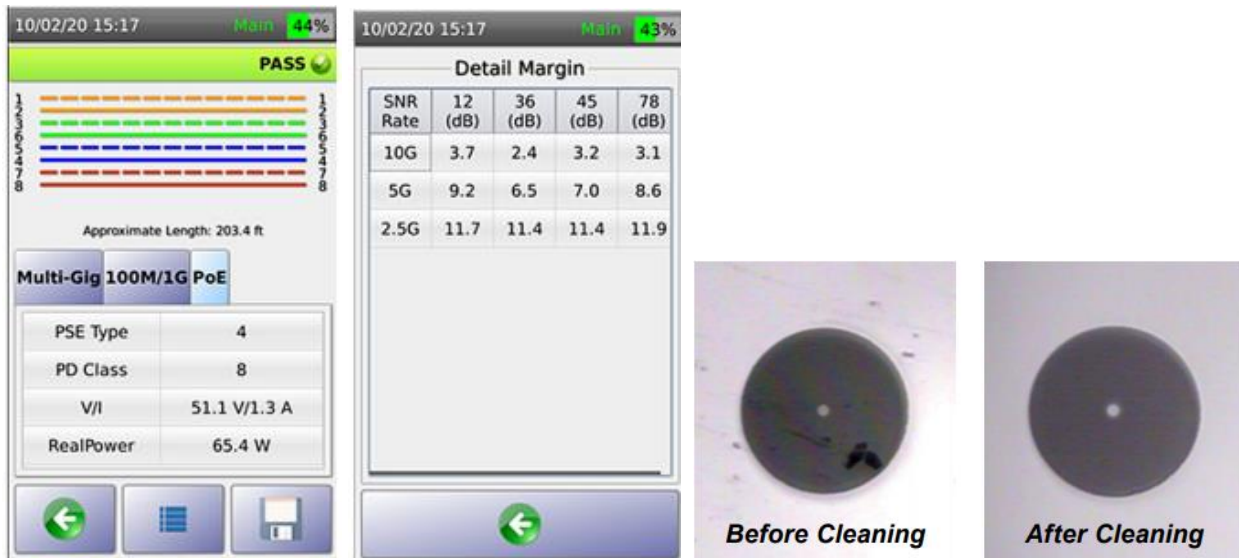 10/02/20 15:17 Main 44%
PASS
1 1
2 2
3 3
6 6
5 5
4 4
7 7
8 8
Approximate Length: 203.4 ft
Multi-Gig 100M/1G PoE
PSE Type 4
PD Class 8
V/I 51.1 V/1.3 A
RealPower 65.4 W
10/02/20 15:17 Main 43%
Detail Margin
SNR Rate 12 (dB) 36 (dB) 45 (dB) 78 (dB)
10G 3.7 2.4 3.2 3.1
5G 9.2 6.5 7.0 8.6
2.5G 11.7 11.4 11.4 11.9
Before Cleaning
After Cleaning